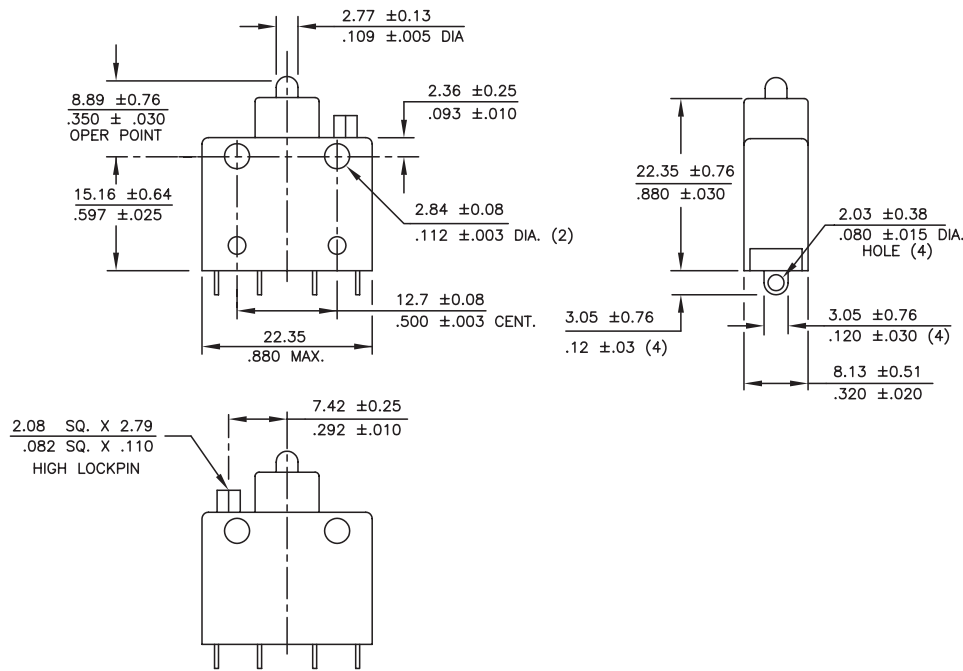 2.77 ±0.13
.109 ±.005 DIA
8.89 ±0.76
.350 ± .030
OPER POINT
2.36 ±0.25
.093 ±.010
15.16 ±0.64
.597 ±.025
2.84 ±0.08
.112 ±.003 DIA. (2)
12.7 ±0.08
.500 ±.003 CENT.
22.35
.880 MAX.
22.35 ±0.76
.880 ±.030
2.03 ±0.38
.080 ±.015 DIA.
HOLE (4)
3.05 ±0.76
.12 ±.03 (4)
3.05 ±0.76
.120 ±.030 (4)
8.13 ±0.51
.320 ±.020
7.42 ±0.25
.292 ±.010
2.08 SQ. X 2.79
.082 SQ. X .110
HIGH LOCKPIN